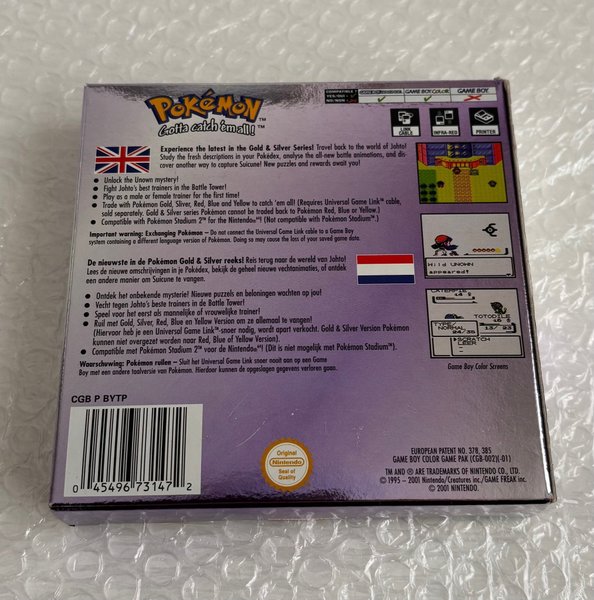 POKéMON™
Gotta catch 'em all!™
COMPATIBLE ?
GAME BOY COLOR
GAME BOY
LINK CABLE
INFRA-RED
PRINTER
Experience the latest in the Gold & Silver Series! Travel back to the world of Johto!
Study the fresh descriptions in your Pokédex, analyse the all-new battle animations, and dis-
cover another way to capture Suicune! New puzzles and rewards await you!
• Unlock the Unown mystery!
• Fight Johto's best trainers in the Battle Tower!
• Play as a male or female trainer for the first time!
• Trade with Pokémon Gold, Silver, Red, Blue and Yellow to catch 'em all! (Requires Universal Game Link™ cable,
sold separately. Gold & Silver series Pokémon cannot be traded back to Pokémon Red, Blue or Yellow.)
• Compatible with Pokémon Stadium 2™ for the Nintendo⁶⁴! (Not compatible with Pokémon Stadium™.)
Important warning: Exchanging Pokémon – Do not connect the Universal Game Link cable to a Game Boy
system containing a different language version of Pokémon. Doing so may cause the loss of your saved game data.
De nieuwste in de Pokémon Gold & Silver reeks! Reis terug naar de wereld van Johto!
Lees de nieuwe omschrijvingen in je Pokédex, bekijk de geheel nieuwe vechtanimaties, en ontdek
een andere manier om Suicune te vangen!
• Ontdek het onbekende mysterie! Nieuwe puzzels en beloningen wachten op jou!
• Vecht tegen Johto's beste trainers in de Battle Tower!
• Speel voor het eerst als mannelijke of vrouwelijke trainer!
• Ruil met Gold, Silver, Red, Blue en Yellow Version om ze allemaal te vangen!
(Hiervoor heb je een Universal Game Link™-snoer nodig, wordt apart verkocht. Gold & Silver Version Pokémon
kunnen niet overgezet worden naar Red, Blue of Yellow Version).
• Compatibel met Pokémon Stadium 2™ voor de Nintendo⁶⁴! (Dit is niet mogelijk met Pokémon Stadium™).
Waarschuwing: Pokémon ruilen – Sluit het Universal Game Link snoer nooit aan op een Game
Boy met een andere taalversie van Pokémon. Hierdoor kunnen de opgeslagen gegevens verloren gaan.
Wild UNOWN
appeared!
CATERPIE
TOTODILE
TYPE/
NORMAL
SCRATCH
LEER
Game Boy Color Screens
CGB P BYTP
0 45496 73147 2
Original
Nintendo
Seal of
Quality
EUROPEAN PATENT NO. 378, 385
GAME BOY COLOR GAME PAK (CGB-002)(-01)
TM AND ® ARE TRADEMARKS OF NINTENDO CO., LTD.
© 1995 – 2001 Nintendo/Creatures inc./GAME FREAK inc.
© 2001 NINTENDO.